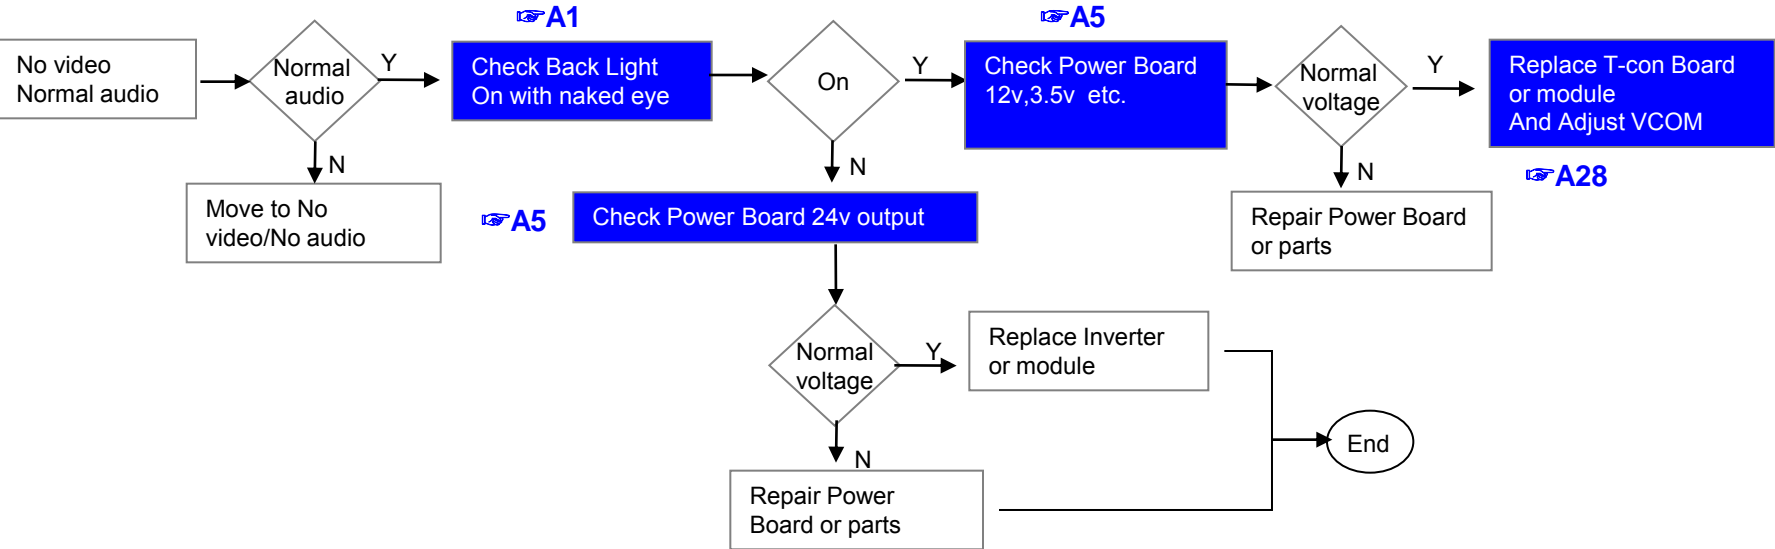 ☞A1
☞A5
No video
Normal audio
Normal
audio
Y
Check Back Light
On with naked eye
On
Y
Check Power Board
12v,3.5v etc.
Normal
voltage
Y
Replace T-con Board
or module
And Adjust VCOM
N
N
N
☞A28
Move to No
video/No audio
☞A5
Check Power Board 24v output
Repair Power Board
or parts
Normal
voltage
Y
Replace Inverter
or module
End
N
Repair Power
Board or parts